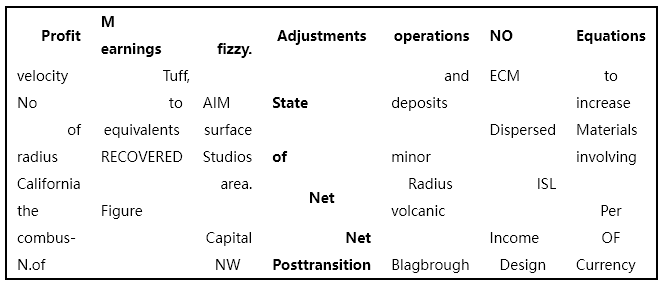 Profit M earnings fizzy. Adjustments operations NO Equations
velocity Tuff, and ECM to
No to AIM State deposits increase
of equivalents surface Dispersed Materials
radius RECOVERED Studios of minor involving
California area. Net Radius ISL
the Figure volcanic Per
combus- Capital Net Income OF
N.of NW Posttransition Blagbrough Design Currency